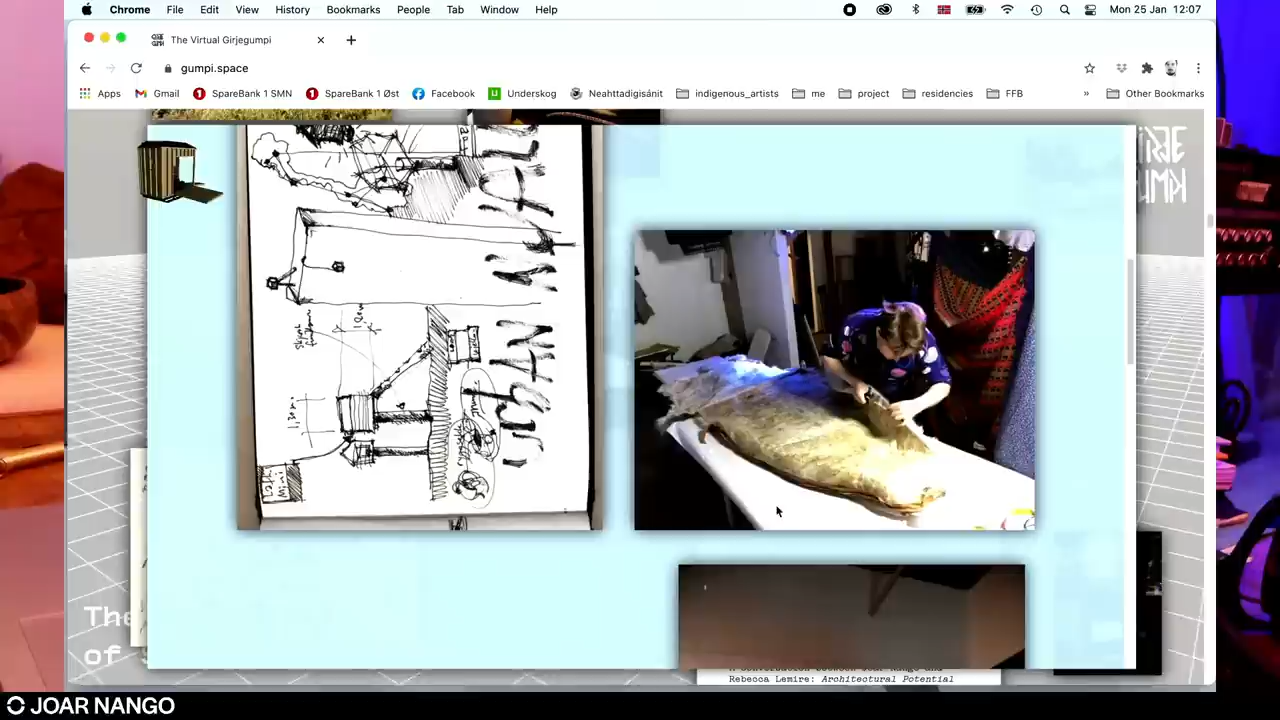 Chrome File Edit View History Bookmarks People Tab Window Help Mon 25 Jan 12:07
The Virtual Girjegumpi
gumpi.space
Apps Gmail SpareBank 1 SMN SpareBank 1 Øst Facebook Underskog Neahttadigisánit indigenous_artists me project residencies FFB » Other Bookmarks
URBAN
The
of
Rebecca Lemire: Architectural Potential
JOAR NANGO